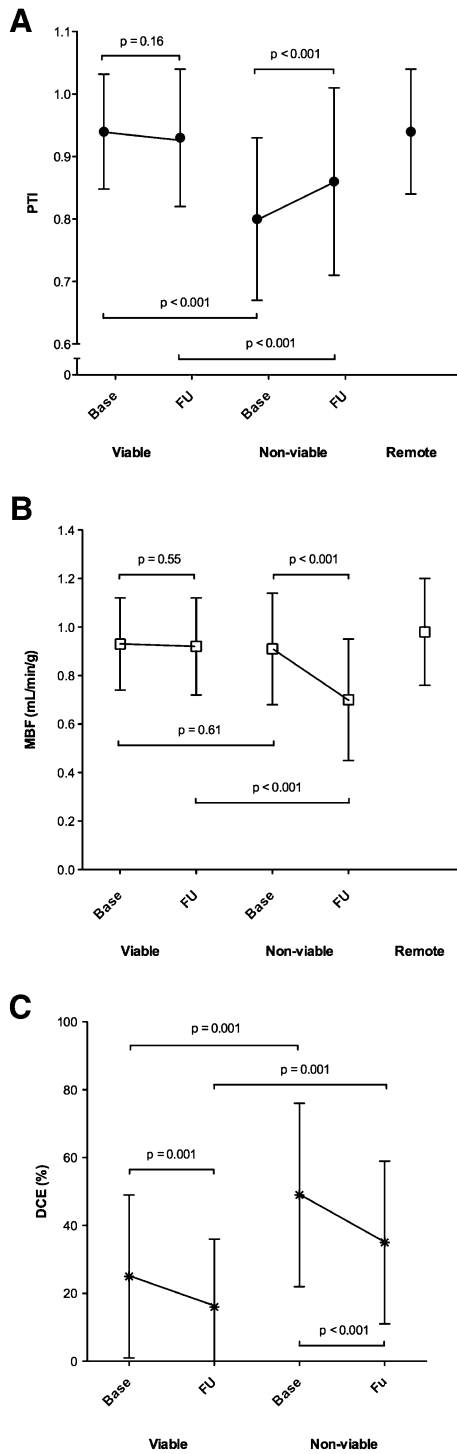 A
1.1
p = 0.16
p < 0.001
1.0
0.9
PTI
0.8
0.7
p < 0.001
0.6
p < 0.001
0
Base
FU
Base
FU
Viable
Non-viable
Remote
B
1.4
p = 0.55
p < 0.001
1.2
1.0
0.8
MBF (mL/min/g)
p = 0.61
0.6
p < 0.001
0.4
0.2
0.0
Base
FU
Base
FU
Viable
Non-viable
Remote
C
100
p = 0.001
p = 0.001
80
p = 0.001
60
DCE (%)
40
20
p < 0.001
0
Base
FU
Base
Fu
Viable
Non-viable